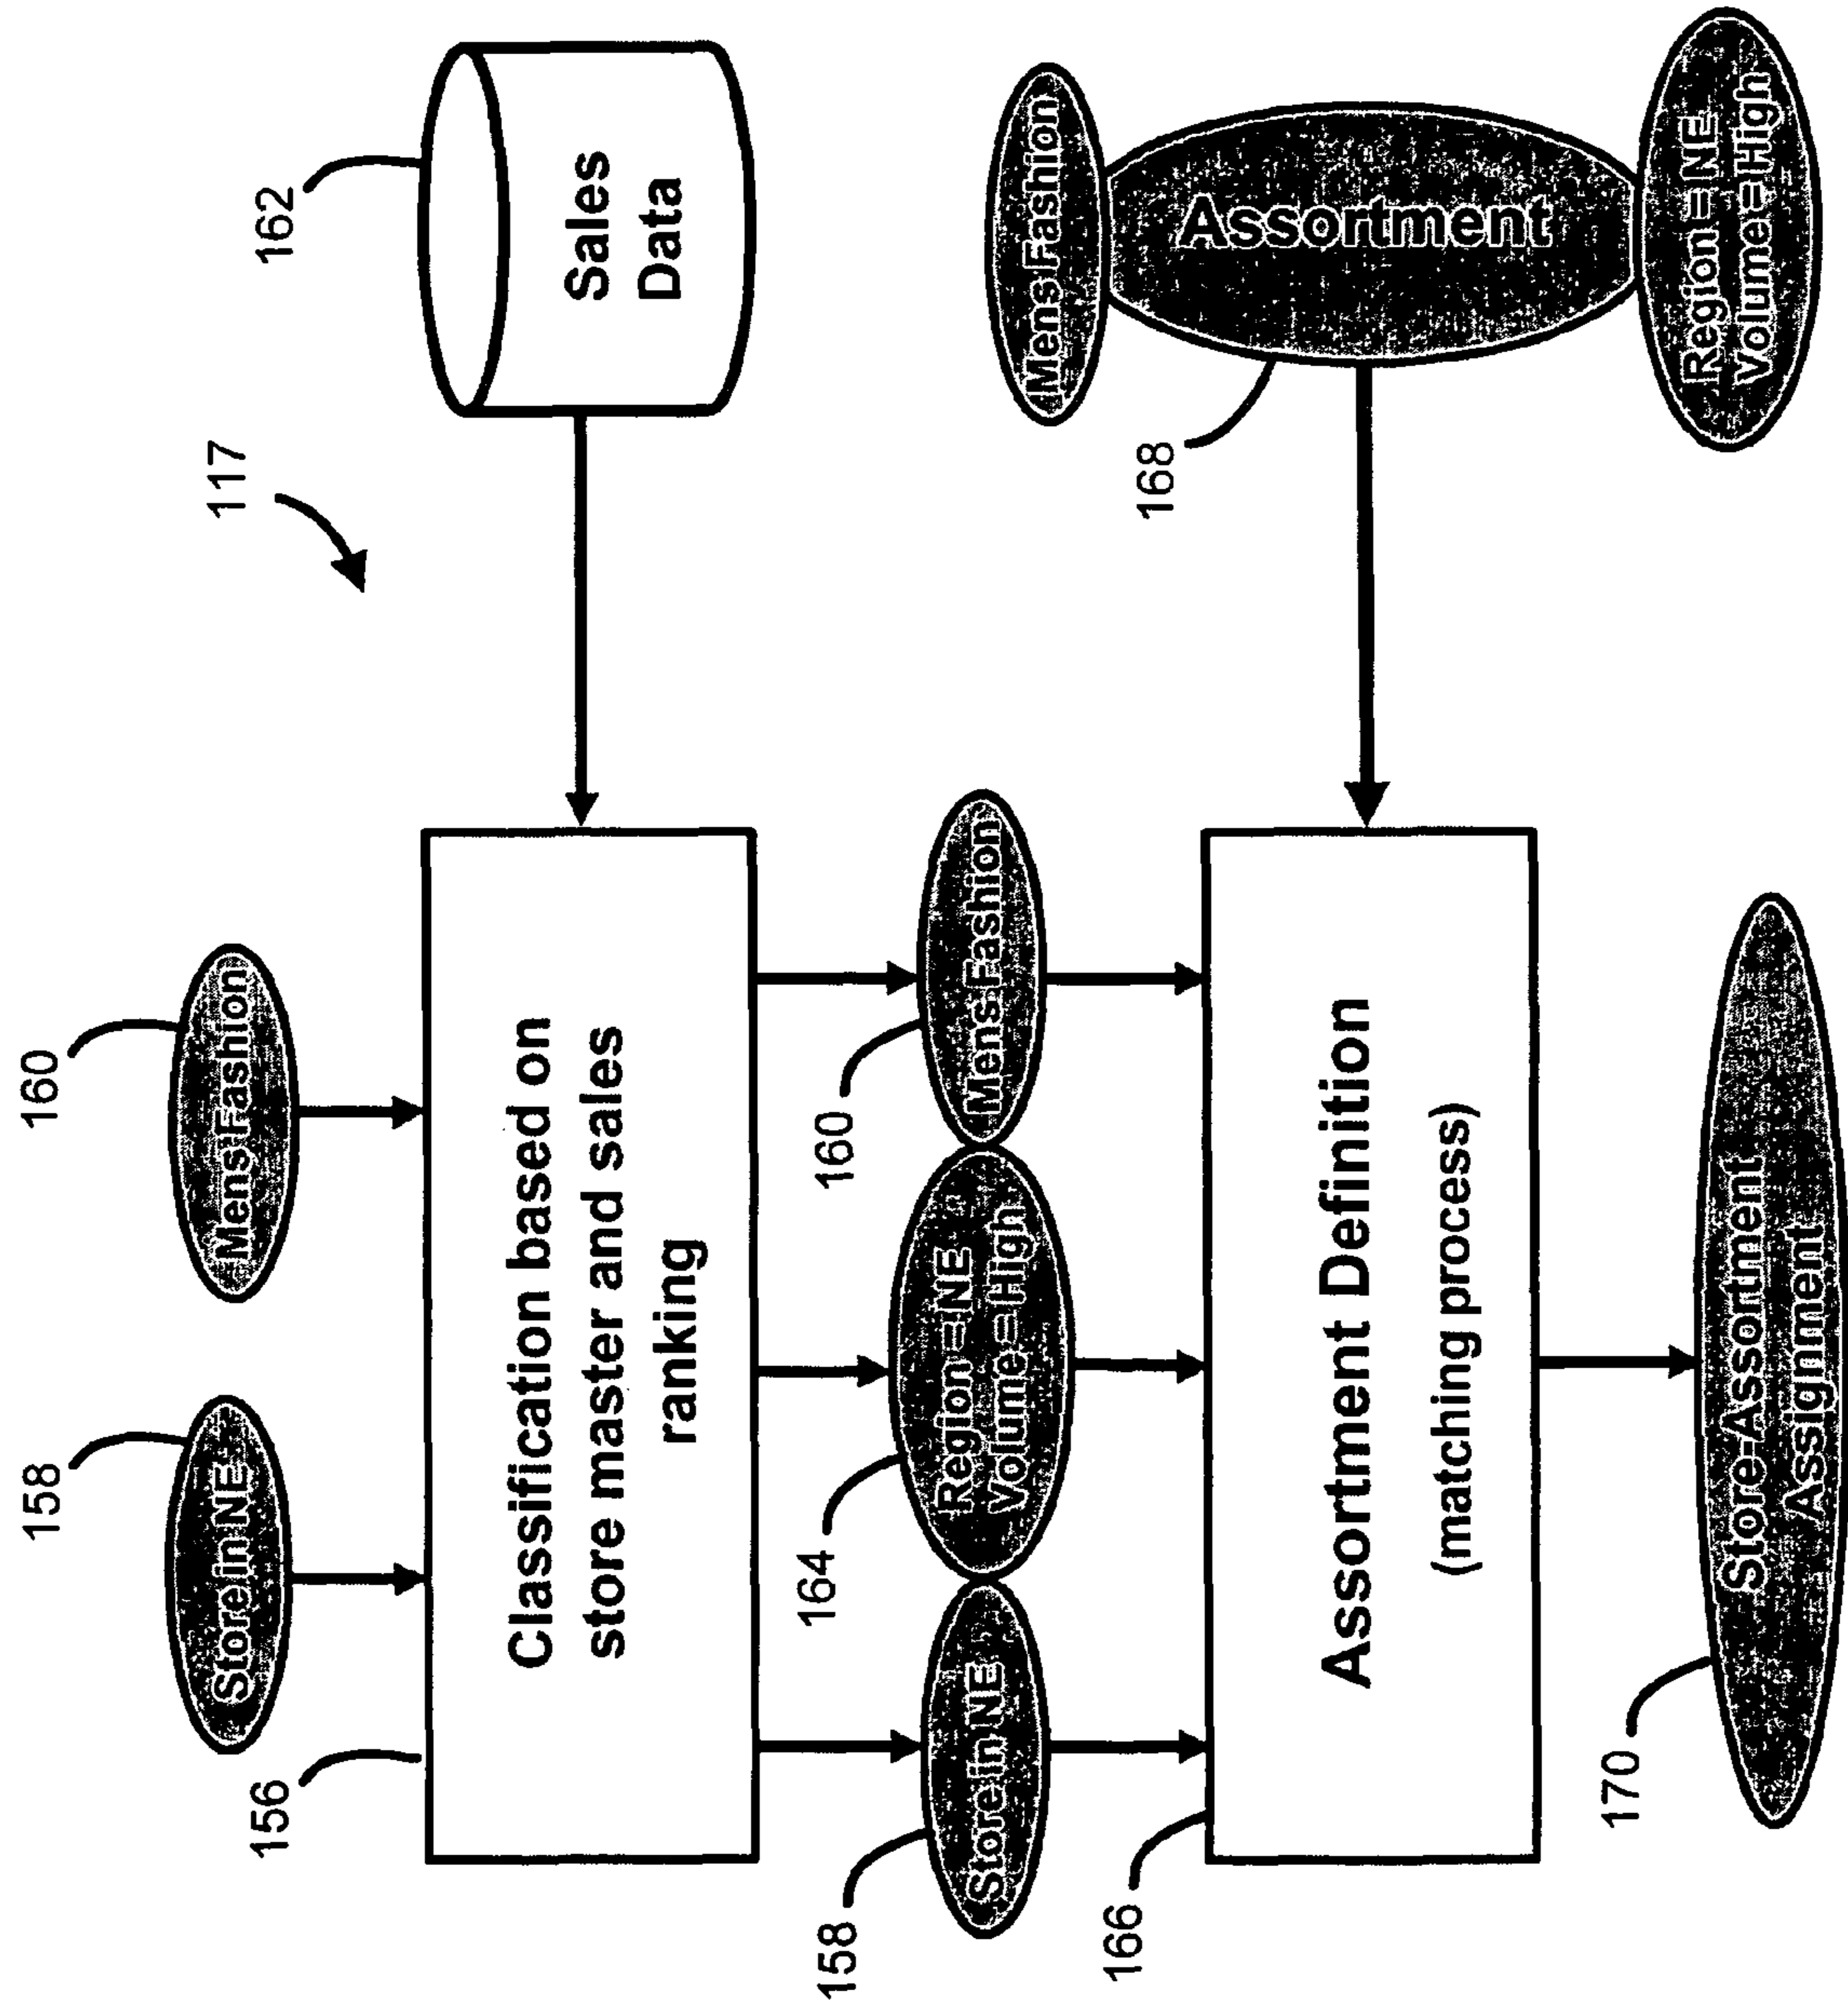 117
158
160
Store in NE
Mens Fashion
156
162
Classification based on
store master and sales
ranking
Sales
Data
158
164
160
Store in NE
Region = NE
Volume = High
Mens Fashion
166
168
Assortment Definition
(matching process)
Mens Fashion
Assortment
Region = NE
Volume=High
170
Store-Assortment
Assignment